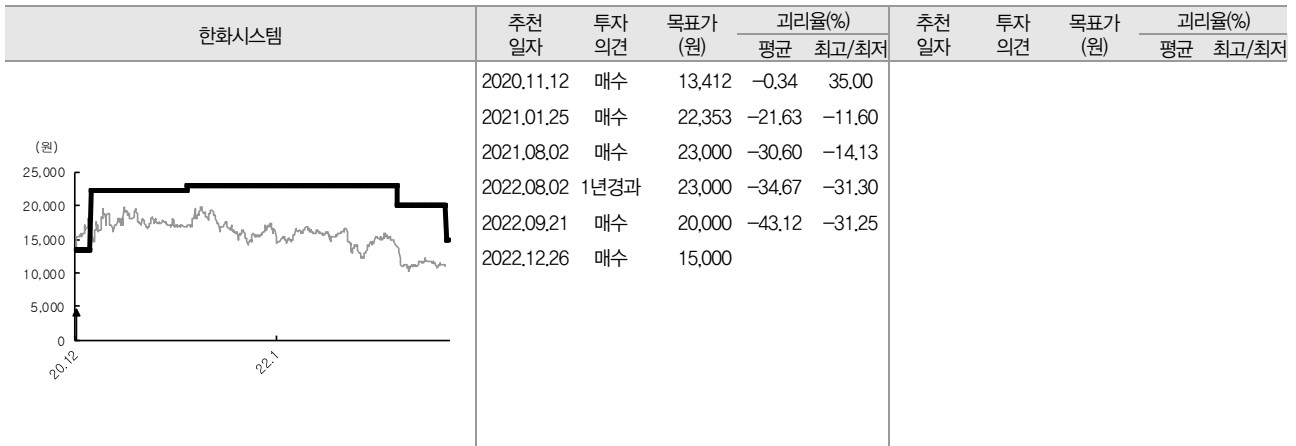 한화시스템 추천 투자 목표가 괴리율(%) 추천 투자 목표가 괴리율(%)
일자 의견 (원) 평균 최고/최저 일자 의견 (원) 평균 최고/최저
2020.11.12 매수 13,412 -0.34 35.00
2021.01.25 매수 22,353 -21.63 -11.60
2021.08.02 매수 23,000 -30.60 -14.13
2022.08.02 1년경과 23,000 -34.67 -31.30
2022.09.21 매수 20,000 -43.12 -31.25
2022.12.26 매수 15,000
(원)
25,000
20,000
15,000
10,000
5,000
0
20.12 22.1